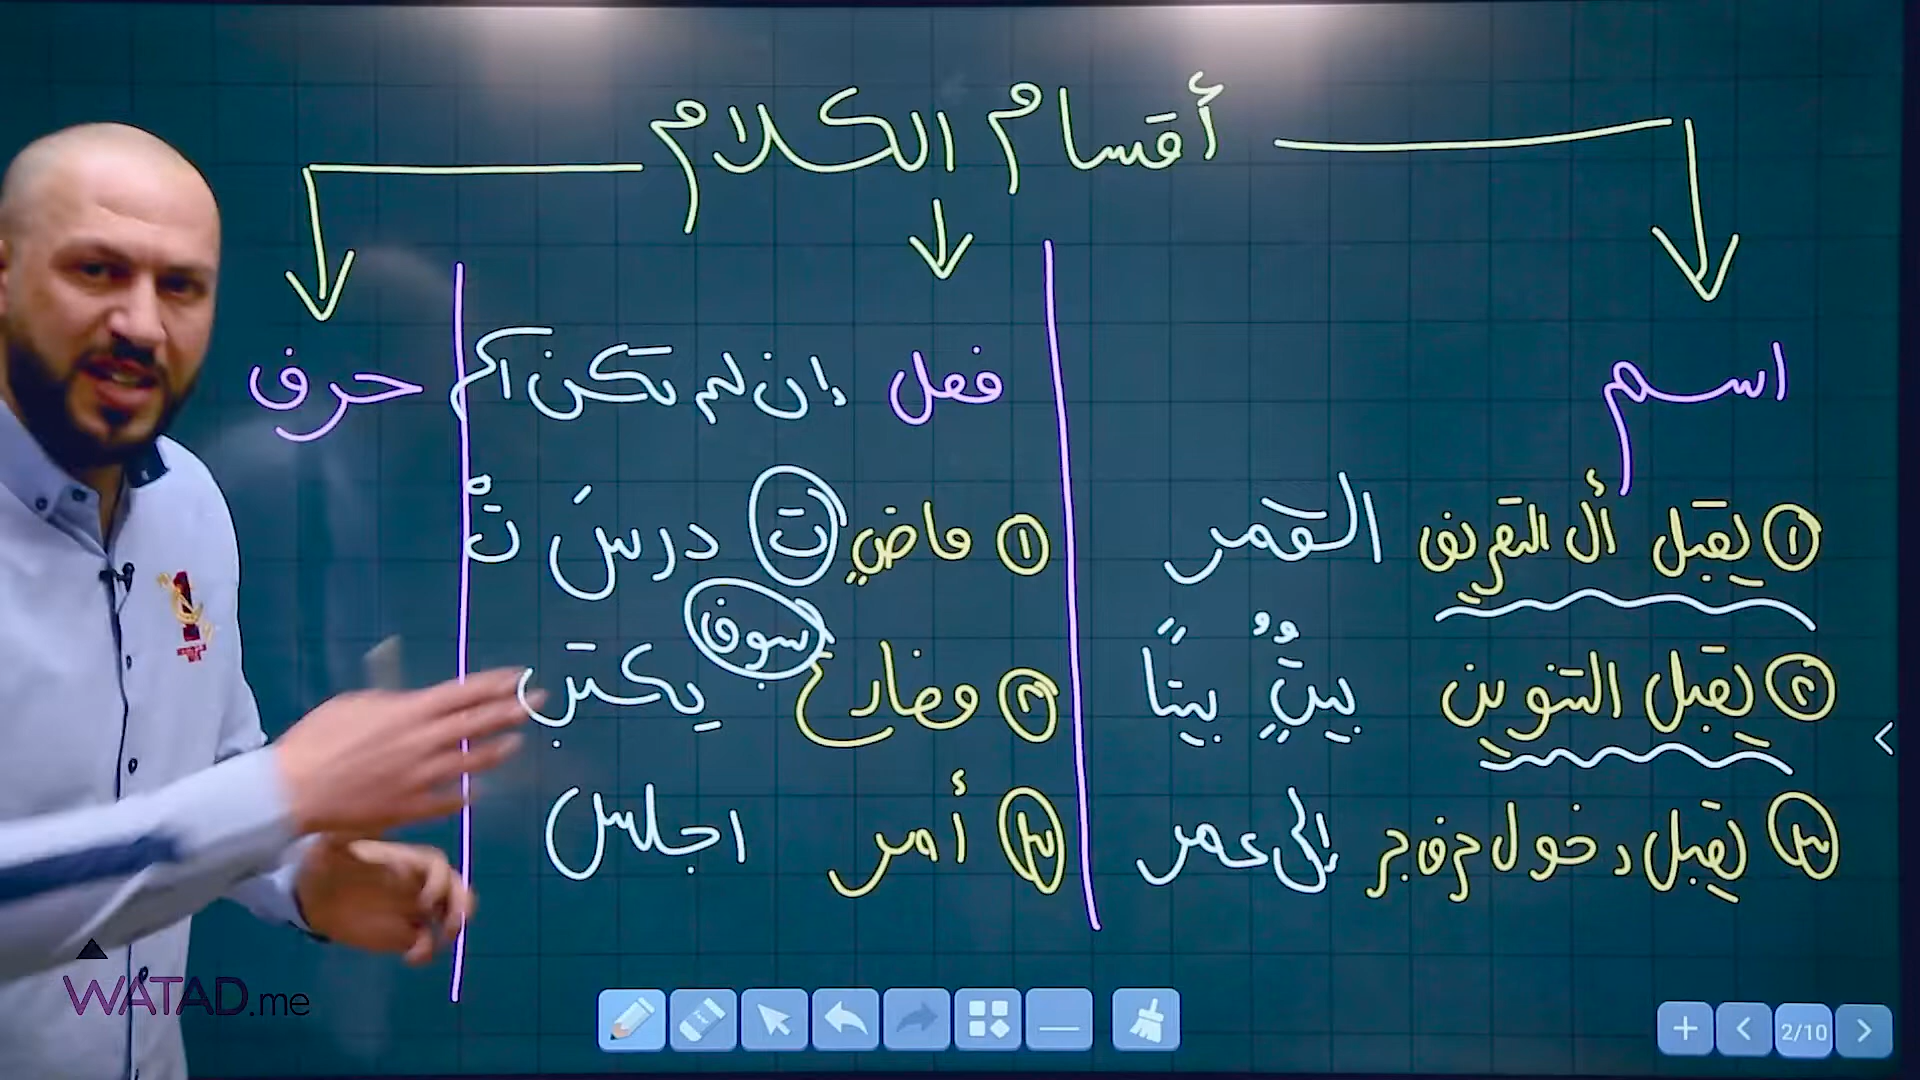 أقسام الكلام
اسم
① يقبل أل التعريف القمر
② يقبل التنوين بيتٌ بيتًا
③ يقبل دخول حرف جر إلى عمر
فعل إن لم تكن
① ماضي ت درسَ تْ
② مضارع سوف يكتب
③ أمر اجلس
حرف
WATAD.me
2/10